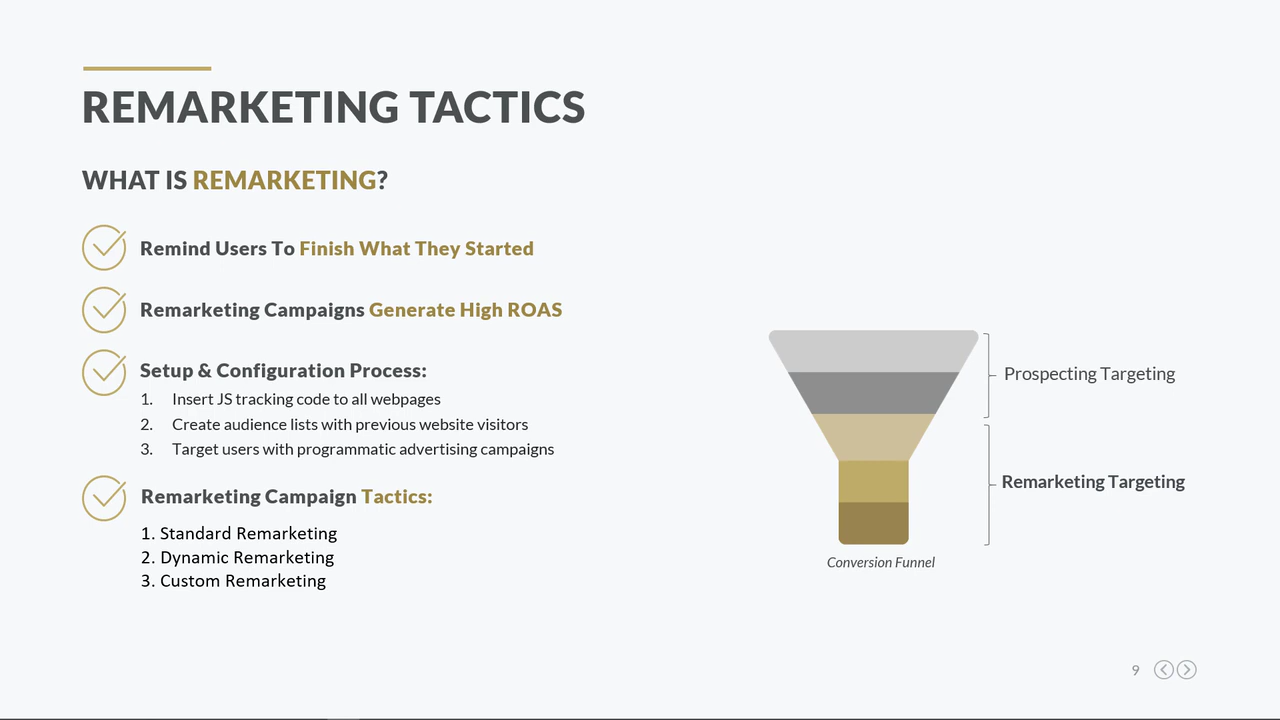 REMARKETING TACTICS
WHAT IS REMARKETING?
Remind Users To Finish What They Started
Remarketing Campaigns Generate High ROAS
Setup & Configuration Process:
1. Insert JS tracking code to all webpages
2. Create audience lists with previous website visitors
3. Target users with programmatic advertising campaigns
Remarketing Campaign Tactics:
1. Standard Remarketing
2. Dynamic Remarketing
3. Custom Remarketing
Prospecting Targeting
Remarketing Targeting
Conversion Funnel
9